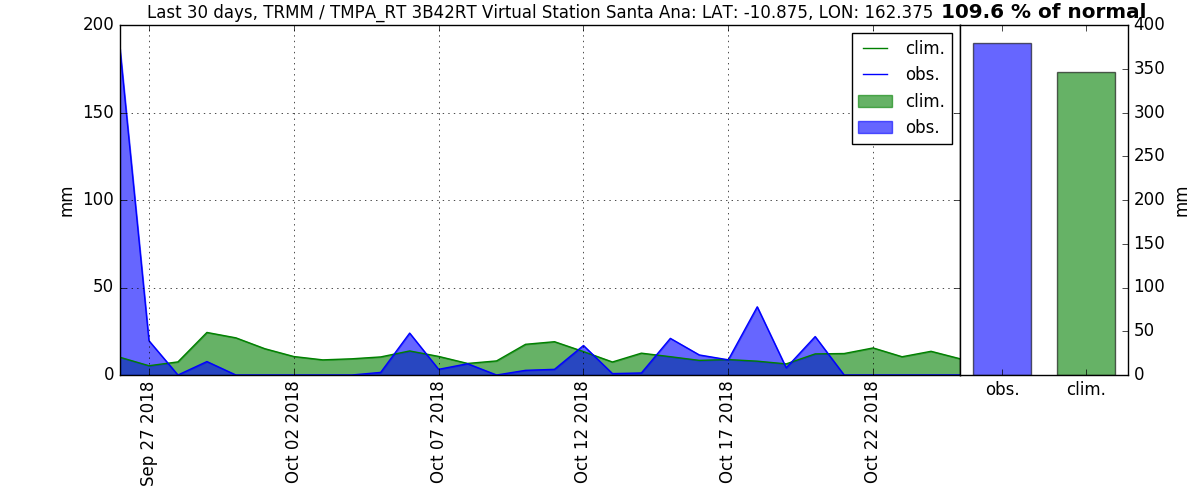 Last 30 days, TRMM / TMPA_RT 3B42RT Virtual Station Santa Ana: LAT: -10.875, LON: 162.375 109.6 % of normal
200
150
100
50
0
mm
clim.
obs.
clim.
obs.
Sep 27 2018
Oct 02 2018
Oct 07 2018
Oct 12 2018
Oct 17 2018
Oct 22 2018
400
350
300
250
200
150
100
50
0
mm
obs.
clim.